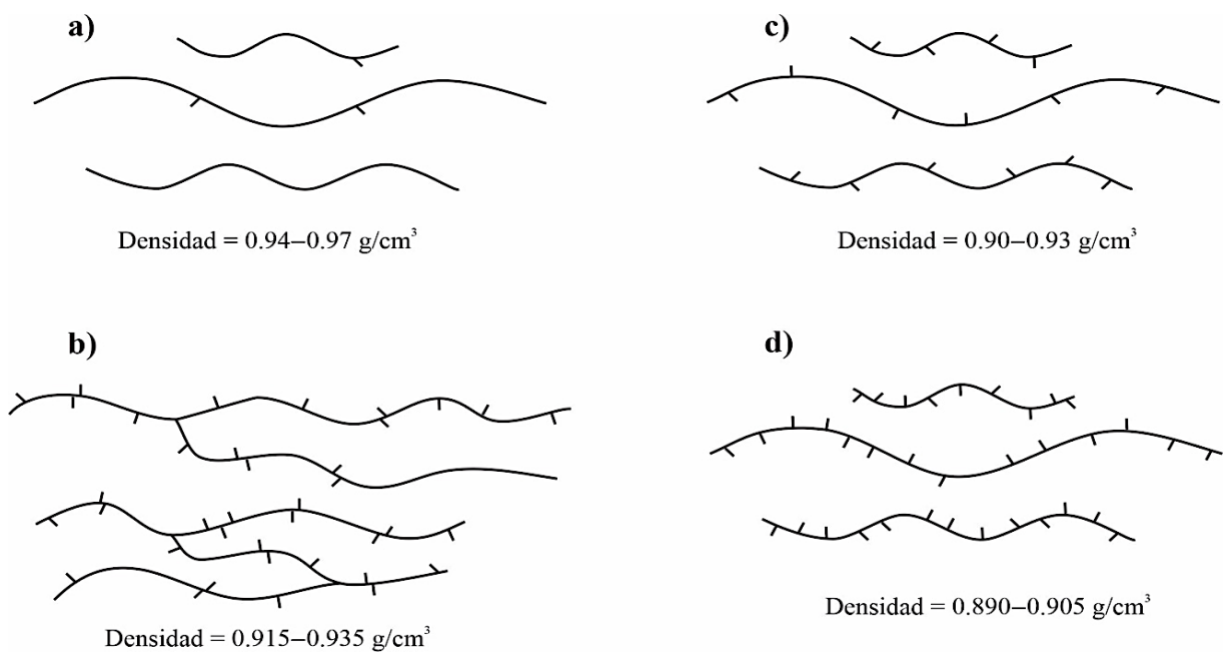 a)
Densidad = 0.94–0.97 g/cm³
c)
Densidad = 0.90–0.93 g/cm³
b)
Densidad = 0.915–0.935 g/cm³
d)
Densidad = 0.890–0.905 g/cm³